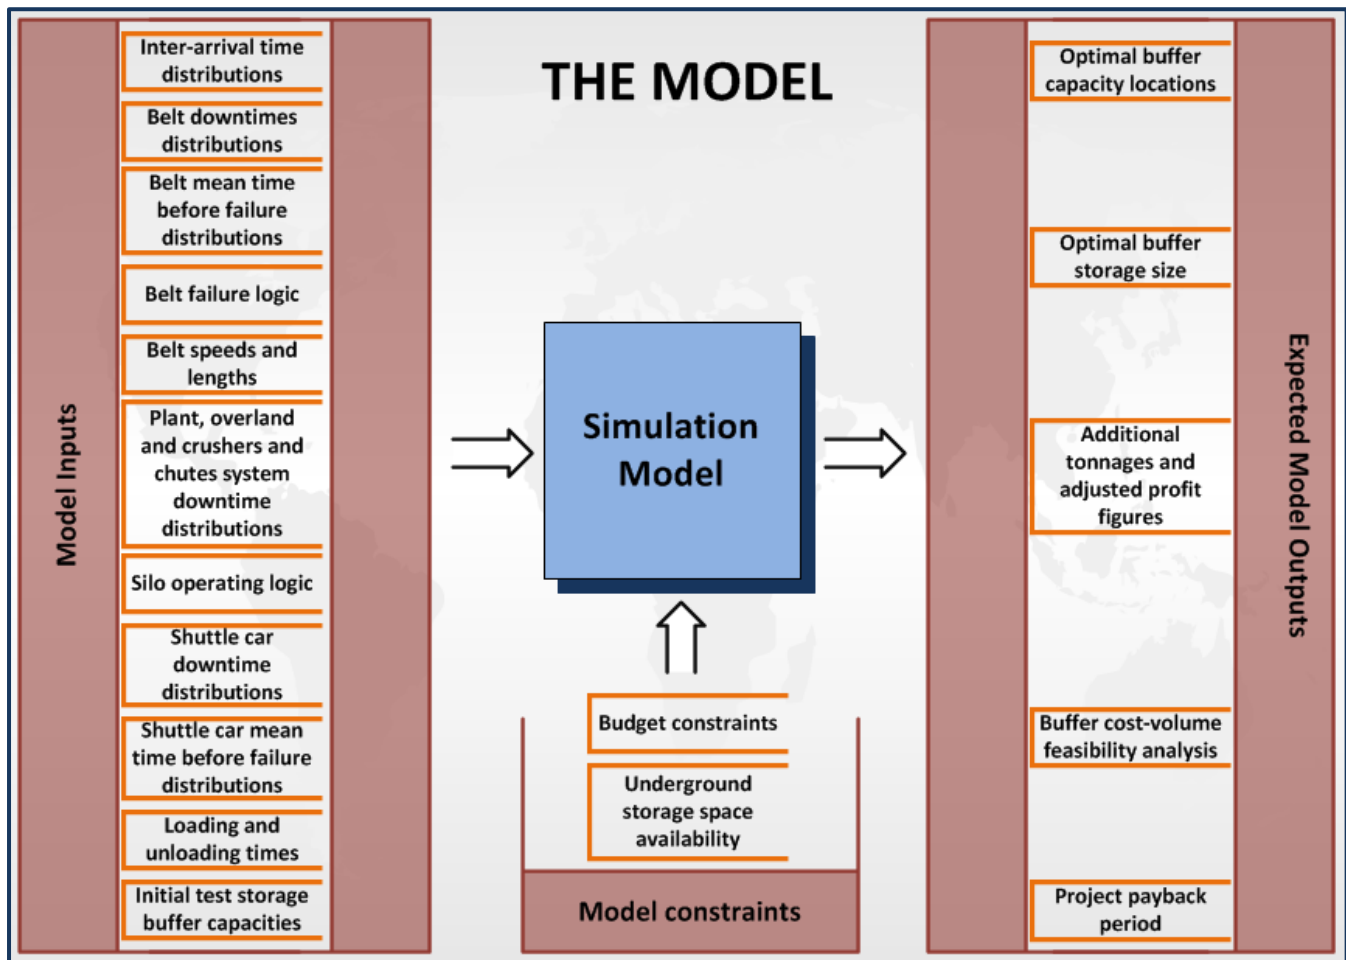 THE MODEL
Model Inputs
Inter-arrival time
distributions
Belt downtimes
distributions
Belt mean time
before failure
distributions
Belt failure logic
Belt speeds and
lengths
Plant, overland
and crushers and
chutes system
downtime
distributions
Silo operating logic
Shuttle car
downtime
distributions
Shuttle car mean
time before failure
distributions
Loading and
unloading times
Initial test storage
buffer capacities
Simulation
Model
Budget constraints
Underground
storage space
availability
Model constraints
Optimal buffer
capacity locations
Optimal buffer
storage size
Additional
tonnages and
adjusted profit
figures
Buffer cost-volume
feasibility analysis
Project payback
period
Expected Model Outputs